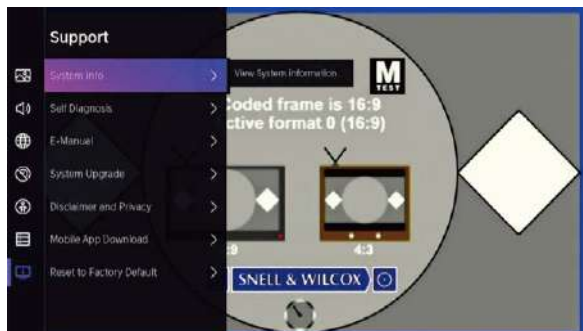 Support
System Info
View System information.
Self Diagnosis
E-Manual
System Upgrade
Disclaimer and Privacy
Mobile App Download
Reset to Factory Default
M
TEST
Coded frame is 16:9
ctive format 0 (16:9)
:9
4:3
SNELL & WILCOX